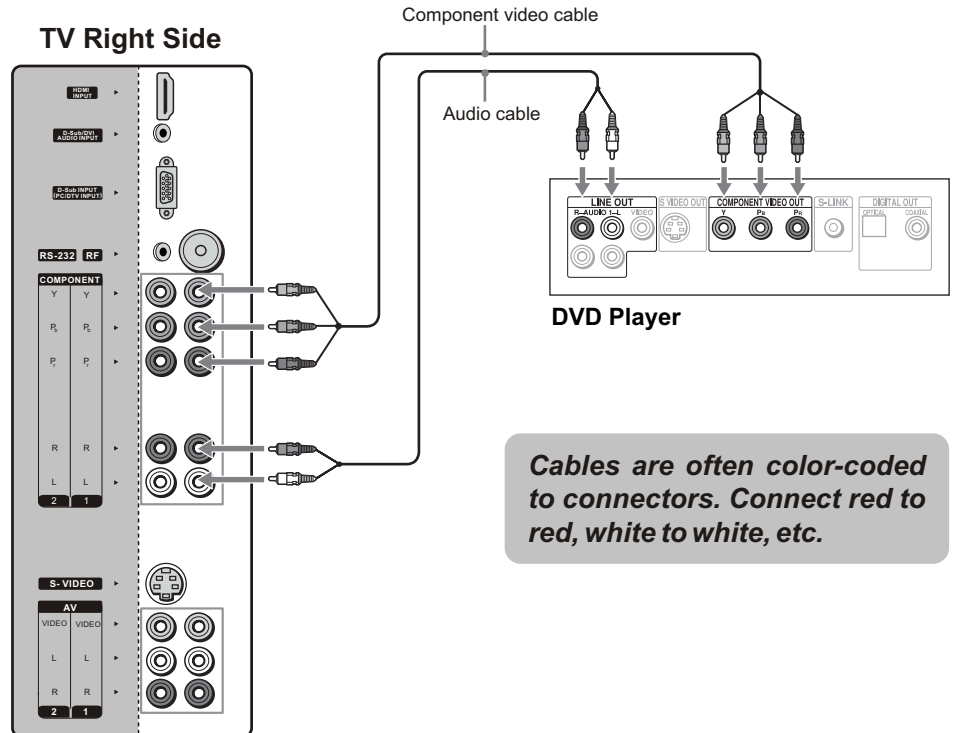 Component video cable
TV Right Side
Audio cable
HDMI
INPUT
D-Sub/DVI
AUDIO INPUT
D-Sub INPUT
(PC/DTV INPUT)
RS-232 RF
COMPONENT
Y Y
Pb Pb
Pr Pr
R R
L L
2 1
S-VIDEO
AV
VIDEO VIDEO
L L
R R
2 1
LINE OUT
R–AUDIO 1–L VIDEO
S VIDEO OUT
COMPONENT VIDEO OUT
Y PB PR
S-LINK
DIGITAL OUT
OPTICAL COAXIAL
DVD Player
Cables are often color-coded
to connectors. Connect red to
red, white to white, etc.